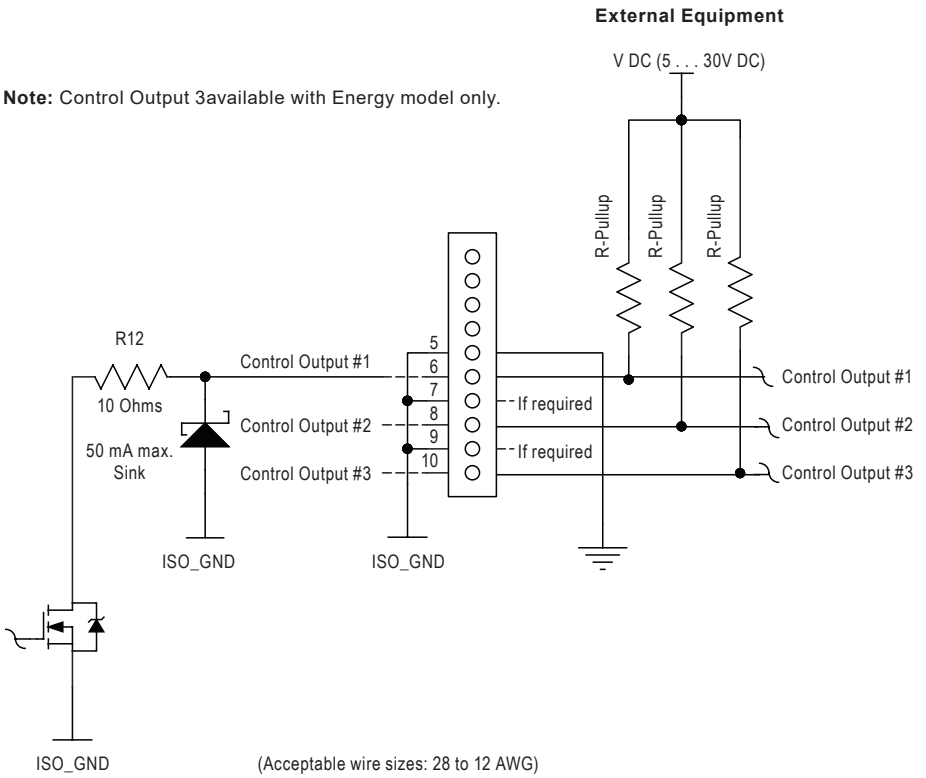 External Equipment
V DC (5 . . . 30V DC)
Note: Control Output 3available with Energy model only.
R-Pullup
R-Pullup
R-Pullup
R12
10 Ohms
50 mA max.
Sink
Control Output #1
Control Output #2
Control Output #3
5
6
7
8
9
10
If required
If required
Control Output #1
Control Output #2
Control Output #3
ISO_GND
ISO_GND
ISO_GND
(Acceptable wire sizes: 28 to 12 AWG)